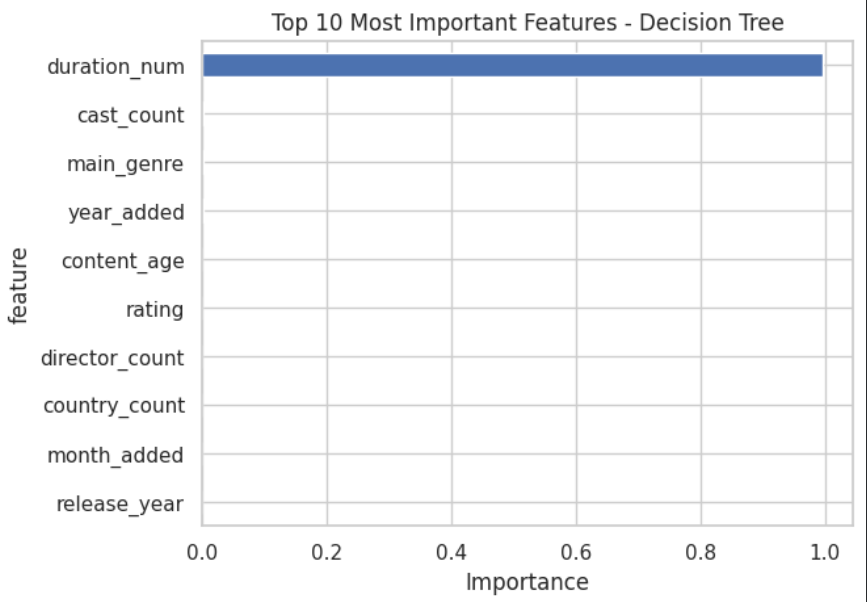 Top 10 Most Important Features - Decision Tree
duration_num
cast_count
main_genre
year_added
content_age
rating
director_count
country_count
month_added
release_year
feature
0.0 0.2 0.4 0.6 0.8 1.0
Importance